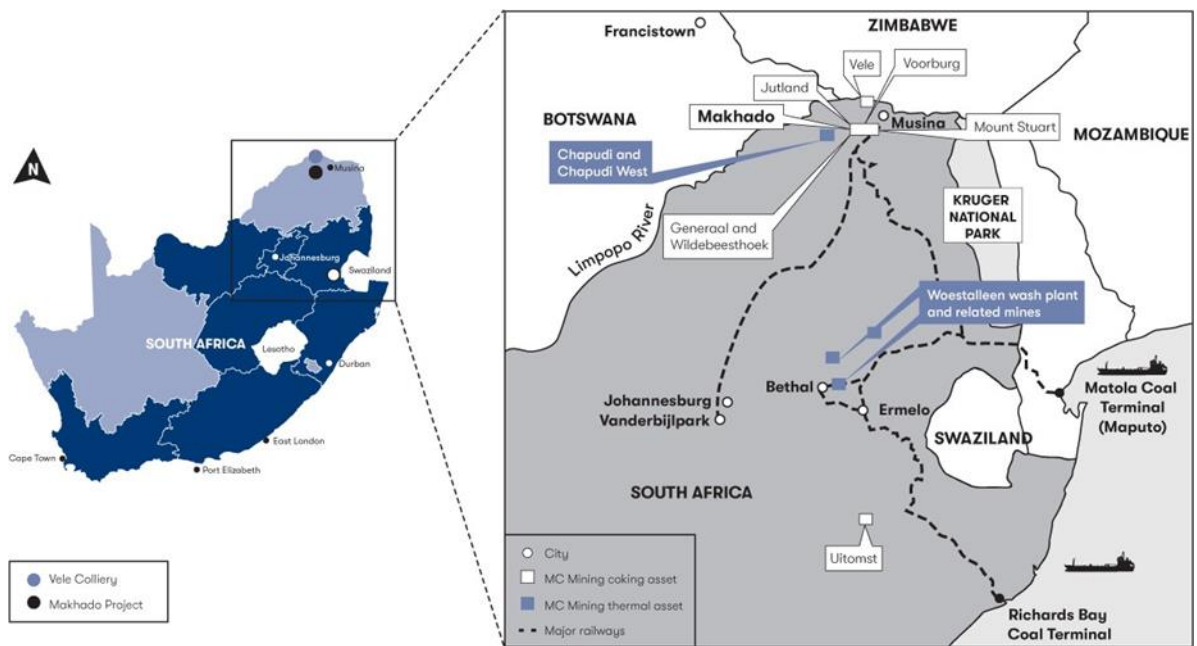 N
Musina
Johannesburg
Swaziland
SOUTH AFRICA
Lesotho
Durban
East London
Cape Town
Port Elizabeth
Vele Colliery
Makhado Project
Francistown
ZIMBABWE
Vele
Voorburg
Jutland
BOTSWANA
Makhado
Musina
Mount Stuart
MOZAMBIQUE
Chapudi and
Chapudi West
KRUGER
NATIONAL
PARK
Generaal and
Wildebeesthoek
Limpopo River
Woestalleen wash plant
and related mines
Bethal
Johannesburg
Vanderbijlpark
Ermelo
Matola Coal
Terminal
(Maputo)
SWAZILAND
SOUTH AFRICA
Uitomst
City
MC Mining coking asset
MC Mining thermal asset
Major railways
Richards Bay
Coal Terminal